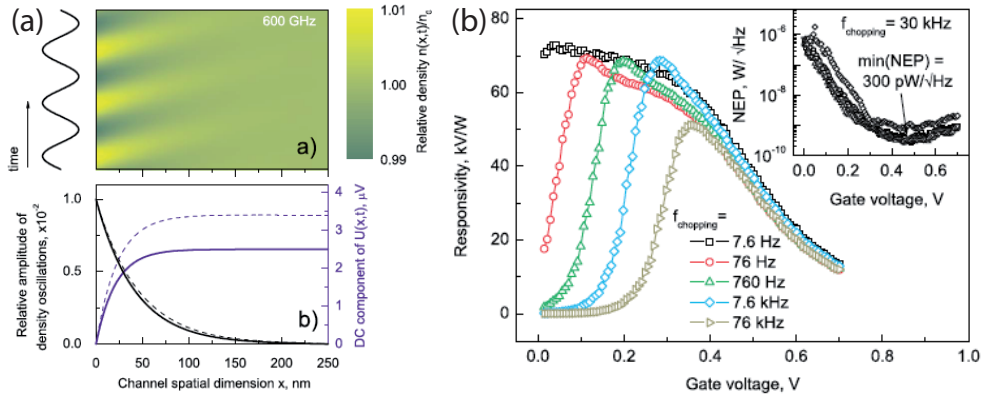 (a)
600 GHz
a)
time
1.01
1.00
0.99
Relative density n(x,t)/n₀
1.0
0.5
0.0
Relative amplitude of
density oscillations, x10⁻²
b)
4
3
2
1
0
DC component of U(x,t), μV
0 50 100 150 200 250
Channel spatial dimension x, nm
(b)
80
60
40
20
0
Responsivity, kV/W
f chopping =
7.6 Hz
76 Hz
760 Hz
7.6 kHz
76 kHz
0.0 0.2 0.4 0.6 0.8 1.0
Gate voltage, V
f chopping = 30 kHz
min(NEP) =
300 pW/√Hz
NEP, W/ √Hz
10⁻⁶
10⁻⁸
10⁻¹⁰
0.0 0.2 0.4 0.6
Gate voltage, V